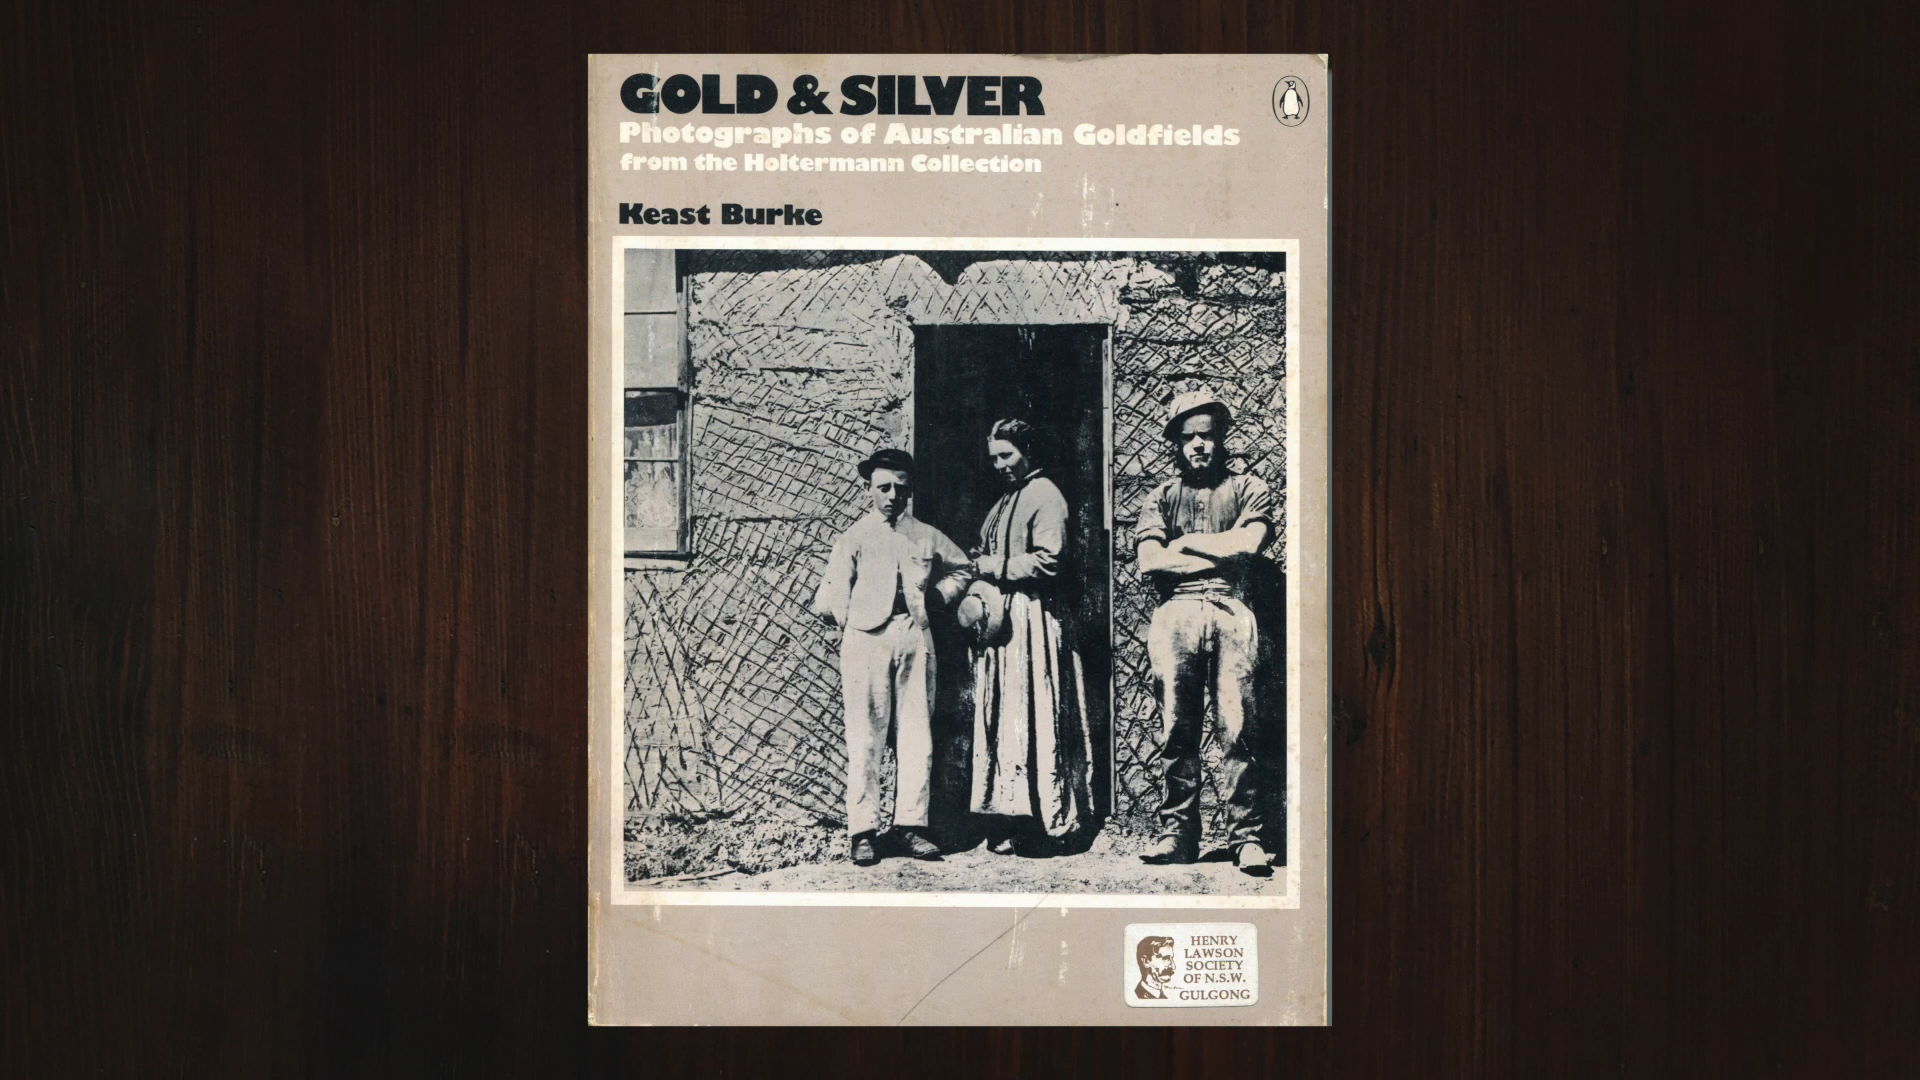 GOLD & SILVER
Photographs of Australian Goldfields
from the Holtermann Collection
Keast Burke
HENRY
LAWSON
SOCIETY
OF N.S.W.
GULGONG